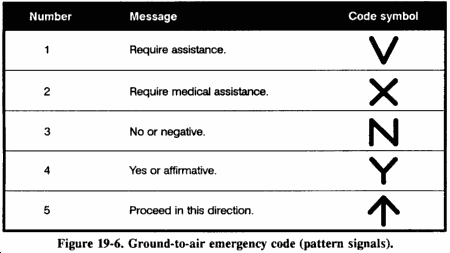 Number Message Code symbol
1 Require assistance. V
2 Require medical assistance. X
3 No or negative. N
4 Yes or affirmative. Y
5 Proceed in this direction. ↑
Figure 19-6. Ground-to-air emergency code (pattern signals).